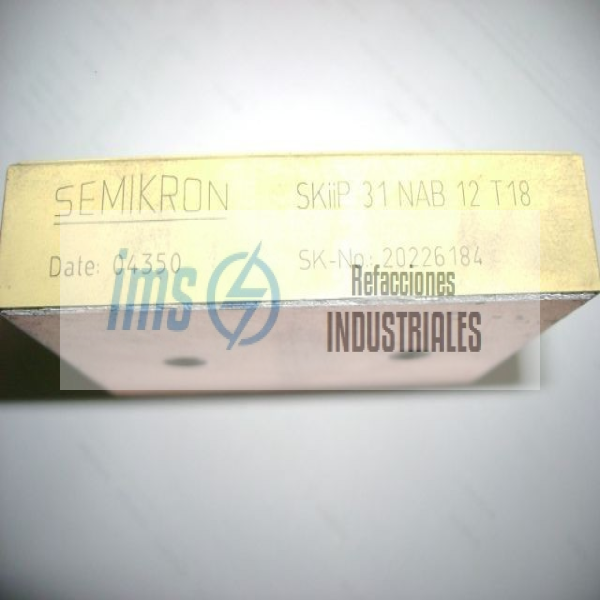 SEMIKRON SKiiP 31 NAB 12 T18
Date: 04350 SK-No.: 20226184
ims Refacciones
INDUSTRIALES